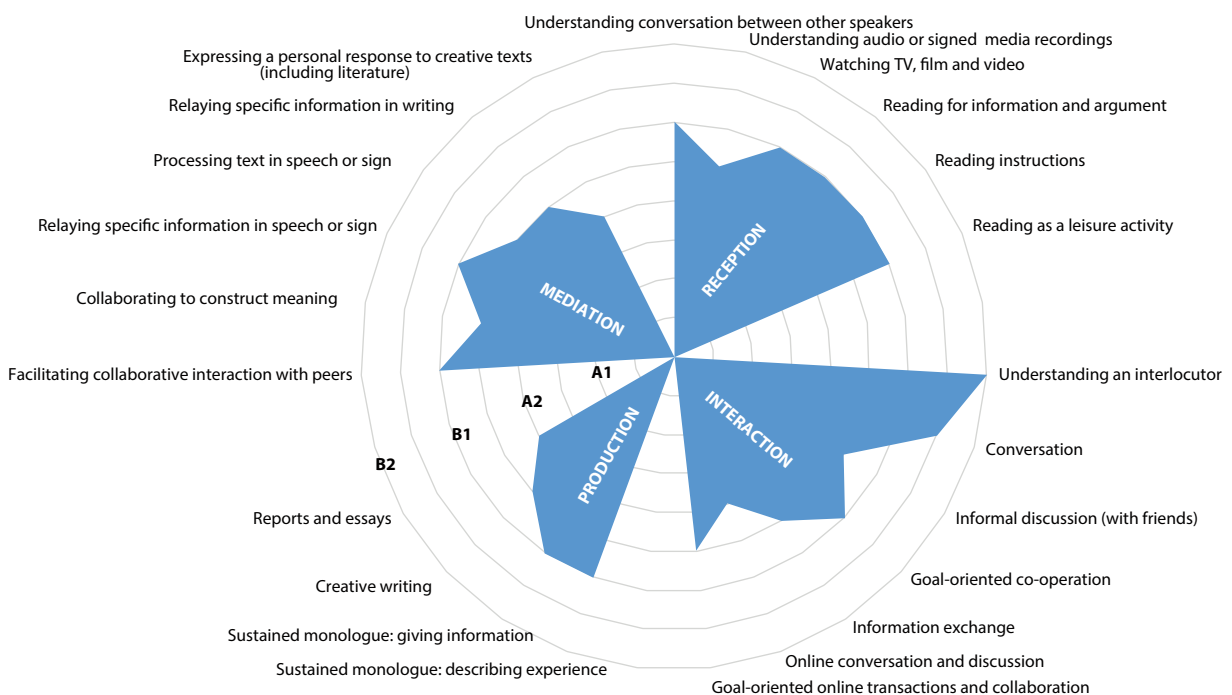 Understanding conversation between other speakers
Understanding audio or signed media recordings
Watching TV, film and video
Reading for information and argument
Reading instructions
Reading as a leisure activity
Understanding an interlocutor
Conversation
Informal discussion (with friends)
Goal-oriented co-operation
Information exchange
Online conversation and discussion
Goal-oriented online transactions and collaboration
Sustained monologue: describing experience
Sustained monologue: giving information
Creative writing
Reports and essays
Facilitating collaborative interaction with peers
Collaborating to construct meaning
Relaying specific information in speech or sign
Processing text in speech or sign
Relaying specific information in writing
Expressing a personal response to creative texts
(including literature)
RECEPTION
INTERACTION
PRODUCTION
MEDIATION
A1
A2
B1
B2